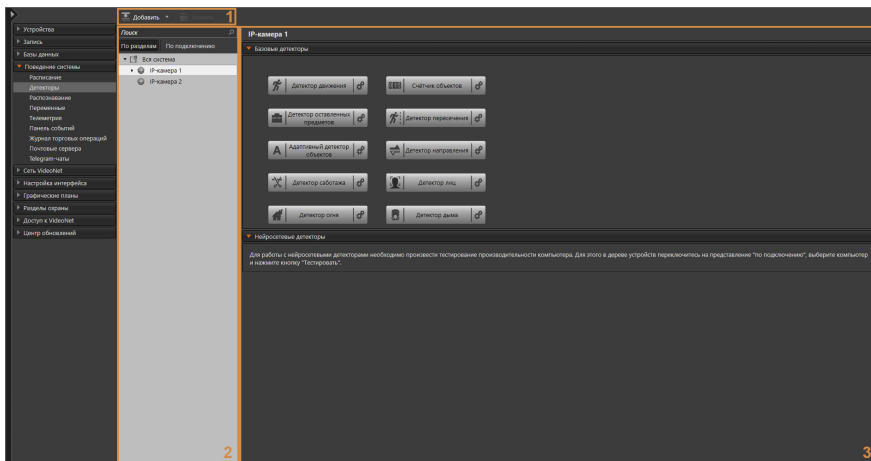 Добавить
1
Устройства
Запись
Базы данных
Поведение системы
Расписание
Детекторы
Распознавание
Переменные
Телеметрия
Панель событий
Журнал торговых операций
Почтовые сервера
Telegram-чаты
Сеть VideoNet
Настройка интерфейса
Графические планы
Разделы охраны
Доступ к VideoNet
Центр обновлений
Поиск
По разделам По подключению
Вся система
IP-камера 1
IP-камера 2
2
IP-камера 1
Базовые детекторы
Детектор движения
Счётчик объектов
Детектор оставленных
предметов
Детектор пересечения
Адаптивный детектор
объектов
Детектор направления
Детектор саботажа
Детектор лиц
Детектор огня
Детектор дыма
Нейросетевые детекторы
Для работы с нейросетевыми детекторами необходимо произвести тестирование производительности компьютера. Для этого в дереве устройств переключитесь на представление "по подключению", выберите компьютер
и нажмите кнопку "Тестировать".
3